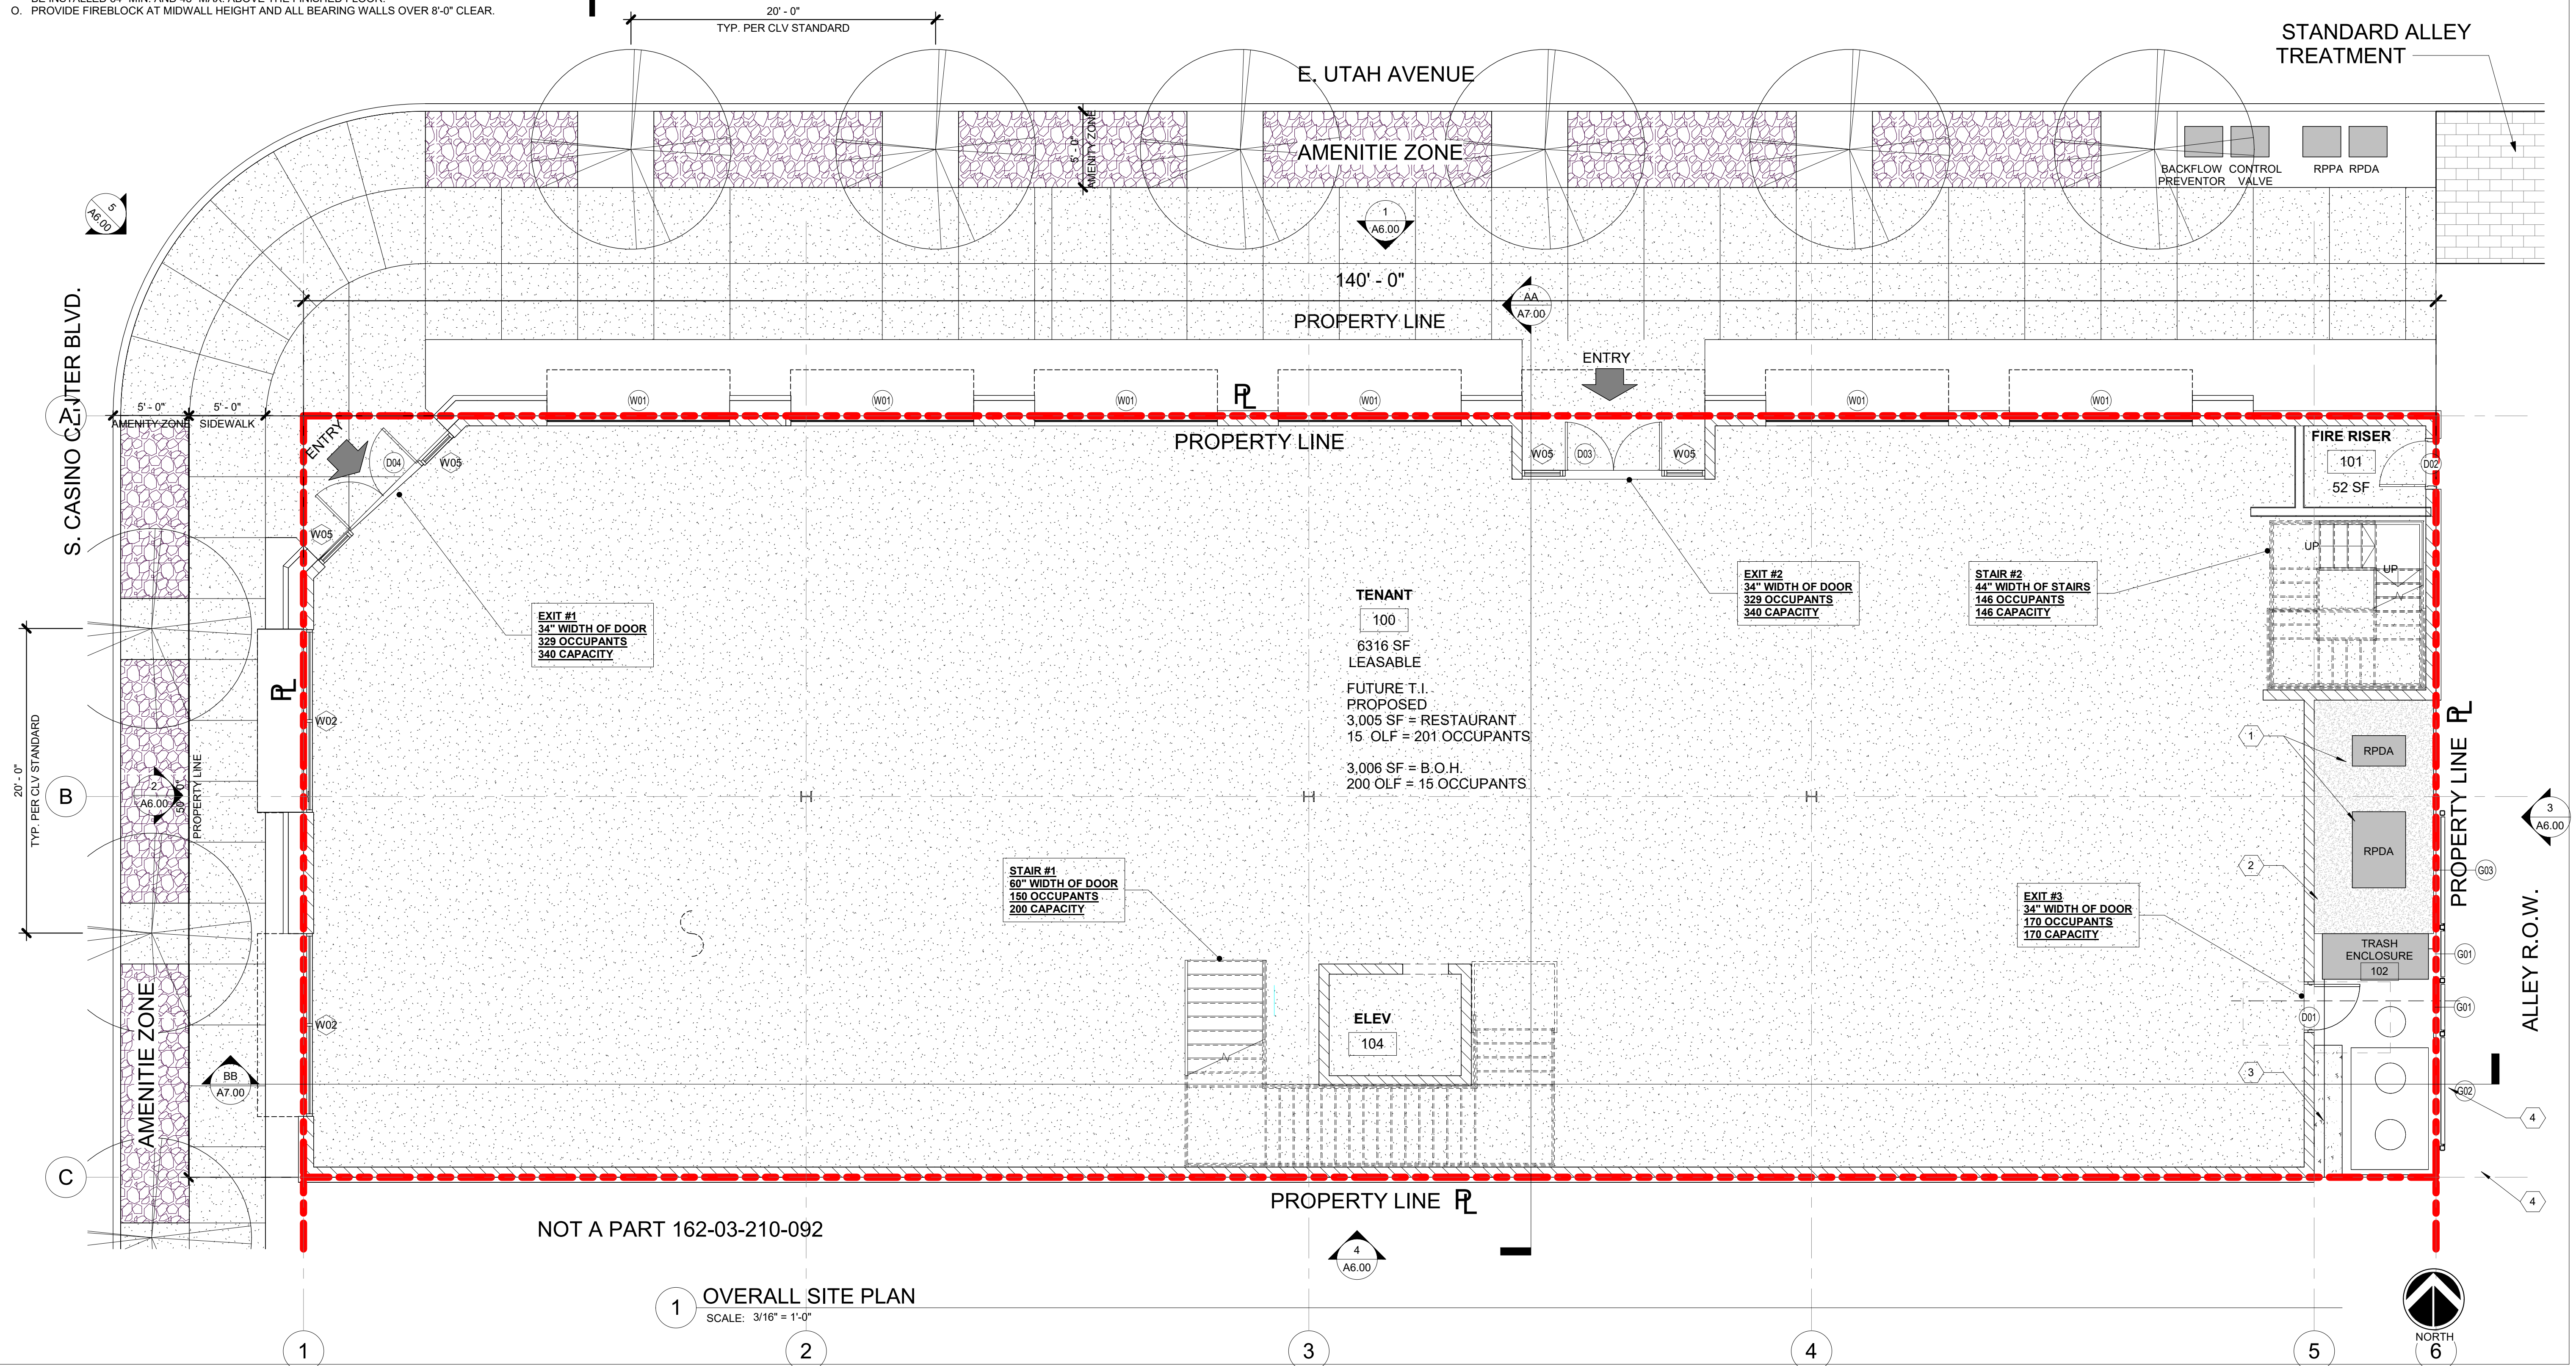 O. PROVIDE FIREBLOCK AT MIDWALL HEIGHT AND ALL BEARING WALLS OVER 8'-0" CLEAR.
20' - 0"
TYP. PER CLV STANDARD
STANDARD ALLEY
TREATMENT
E. UTAH AVENUE
5' - 0"
AMENITY ZONE
AMENITIE ZONE
BACKFLOW
PREVENTOR
CONTROL
VALVE
RPPA
RPDA
5
A6.00
1
A6.00
140' - 0"
AA
A7.00
PROPERTY LINE
S. CASINO CENTER BLVD.
ENTRY
A
5' - 0"
AMENITY ZONE
5' - 0"
SIDEWALK
W01
W01
W01
W01
W01
W01
PL
PROPERTY LINE
ENTRY
D04
W05
W05
W05
D03
W05
FIRE RISER
101
52 SF
D02
UP
UP
EXIT #1
34" WIDTH OF DOOR
329 OCCUPANTS
340 CAPACITY
TENANT
100
6316 SF
LEASABLE
FUTURE T.I.
PROPOSED
3,005 SF = RESTAURANT
15 OLF = 201 OCCUPANTS
3,006 SF = B.O.H.
200 OLF = 15 OCCUPANTS
EXIT #2
34" WIDTH OF DOOR
329 OCCUPANTS
340 CAPACITY
STAIR #2
44" WIDTH OF STAIRS
146 OCCUPANTS
146 CAPACITY
PL
W02
20' - 0"
TYP. PER CLV STANDARD
B
2
A6.00
50' - 0"
PROPERTY LINE
1
RPDA
RPDA
2
PROPERTY LINE PL
3
A6.00
G03
STAIR #1
60" WIDTH OF DOOR
150 OCCUPANTS
200 CAPACITY
EXIT #3
34" WIDTH OF DOOR
170 OCCUPANTS
170 CAPACITY
TRASH
ENCLOSURE
102
G01
G01
ALLEY R.O.W.
ELEV
104
D01
W02
AMENITIE ZONE
BB
A7.00
3
G02
4
C
4
PROPERTY LINE PL
NOT A PART 162-03-210-092
4
A6.00
1
OVERALL SITE PLAN
SCALE: 3/16" = 1'-0"
NORTH
1
2
3
4
5
6